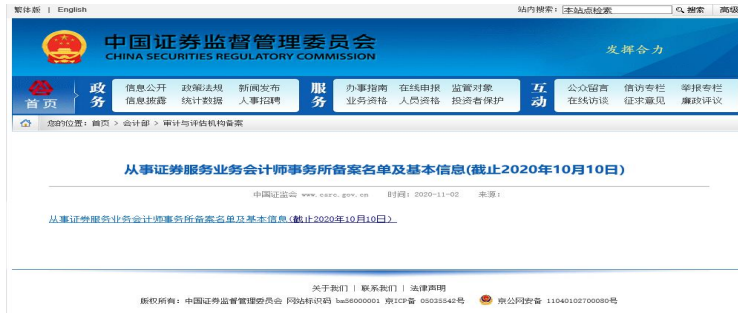 繁体版 | English 站内搜索: 本站点检索 搜索 高级
中国证券监督管理委员会
CHINA SECURITIES REGULATORY COMMISSION
发挥合力
首页 政务 信息公开 政策法规 新闻发布 服务 办事指南 在线申报 监管对象 互动 公众留言 信访专栏 举报专栏
信息披露 统计数据 人事招聘 业务资格 人员资格 投资者保护 在线访谈 征求意见 廉政评议
您的位置: 首页 > 会计部 > 审计与评估机构备案
从事证券服务业务会计师事务所备案名单及基本信息(截止2020年10月10日)
中国证监会 www.csrc.gov.cn 时间: 2020-11-02 来源:
从事证券服务业务会计师事务所备案名单及基本信息(截止2020年10月10日)
关于我们 | 联系我们 | 法律声明
版权所有: 中国证券监督管理委员会 网站标识码 bm56000001 京ICP备 05035542号 京公网安备 11040102700080号